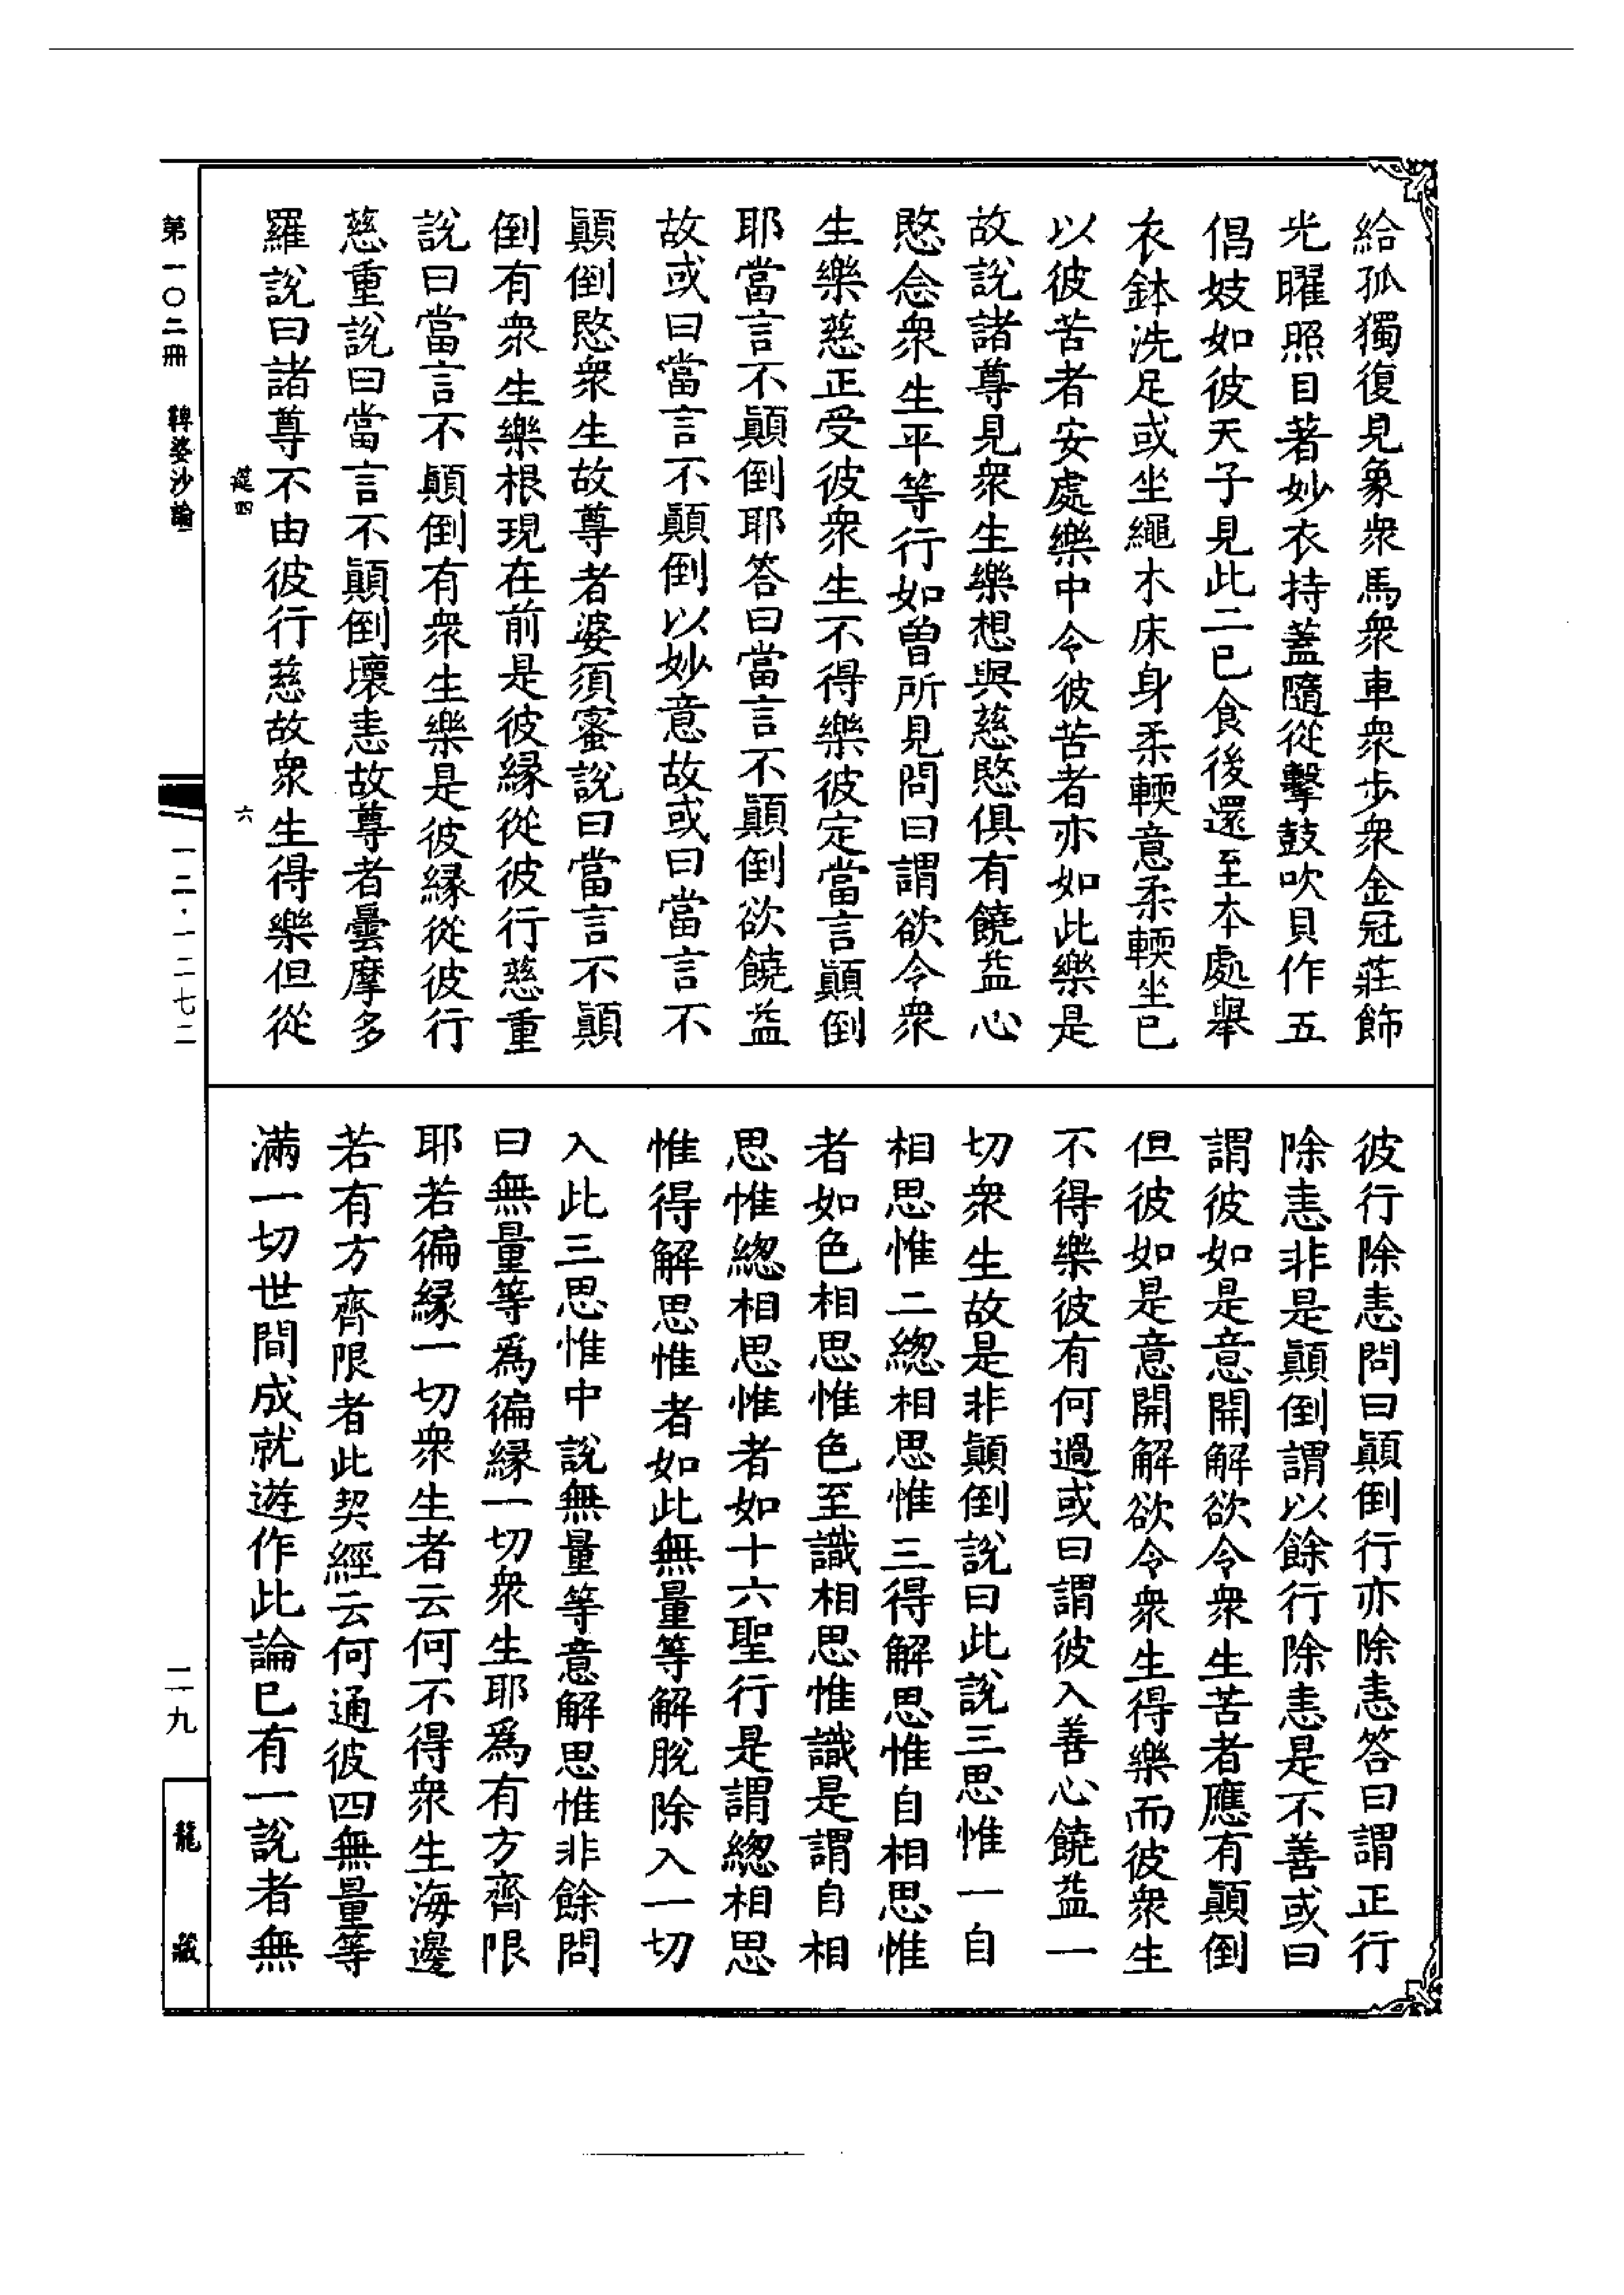 給孤獨復見象衆馬衆車衆步衆金冠莊飾
光曜照目著妙衣持蓋隨從擊鼓吹貝作五
倡妓如彼天子見此二已食後還至本處舉
衣鉢洗足或坐繩木床身柔輭意柔輭坐已
以彼苦者安處樂中令彼苦者亦如此樂是
故說諸尊見衆生樂想與慈愍俱有饒益心
愍念衆生平等行如曾所見問曰謂欲令衆
生樂慈正受彼衆生不得樂彼定當言顚倒
耶當言不顚倒耶答曰當言不顚倒欲饒益
故或曰當言不顚倒以妙意故或曰當言不
顚倒愍衆生故尊者婆須蜜說曰當言不顚
倒有衆生樂根現在前是彼縁從彼行慈重
說曰當言不顚倒有衆生樂是彼縁從彼行
慈重說曰當言不顚倒壞恚故尊者曇摩多
羅說曰諸尊不由彼行慈故衆生得樂但從
彼行除恚問曰顚倒行亦除恚答曰謂正行
除恚非是顚倒謂以餘行除恚是不善或曰
謂彼如是意開解欲令衆生苦者應有顚倒
但彼如是意開解欲令衆生得樂而彼衆生
不得樂彼有何過或曰謂彼入善心饒益一
切衆生故是非顚倒說曰此說三思惟一自
相思惟二緫相思惟三得解思惟自相思惟
者如色相思惟色至識相思惟識是謂自相
思惟緫相思惟者如十六聖行是謂緫相思
惟得解思惟者如此無量等解脫除入一切
入此三思惟中說無量等意解思惟非餘問
曰無量等爲徧縁一切衆生耶爲有方齊限
耶若徧縁一切衆生者云何不得衆生海邊
若有方齊限者此契經云何通彼四無量等
滿一切世間成就遊作此論已有一說者無
筵四
六
第一〇二冊 鞞婆沙論
一二·一二七二
二九
龍藏